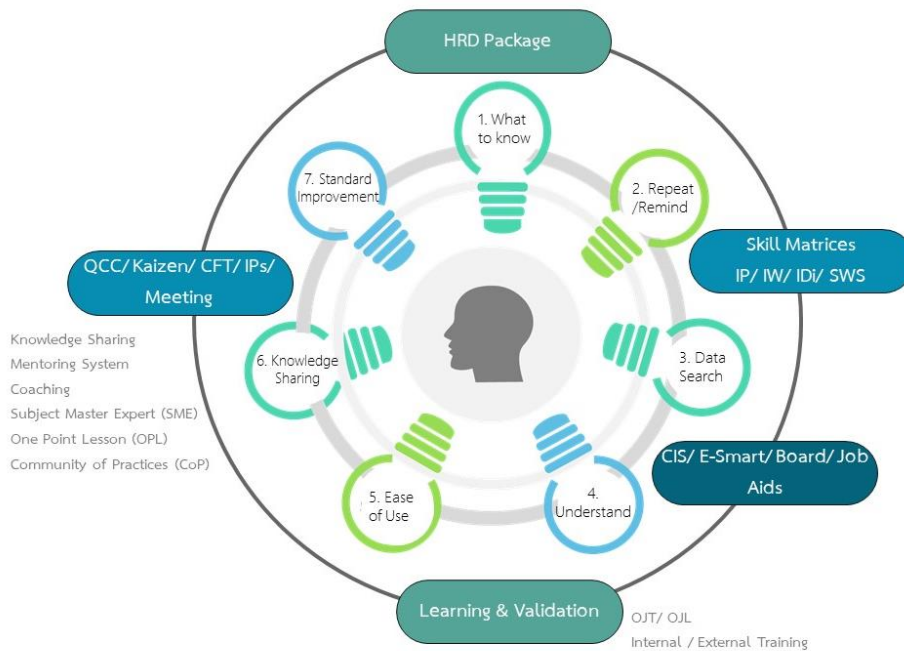 HRD Package
1. What
to know
2. Repeat
/Remind
7. Standard
Improvement
Skill Matrices
IP/ IW/ IDi/ SWS
QCC/ Kaizen/ CFT/ IPs/
Meeting
Knowledge Sharing
Mentoring System
Coaching
Subject Master Expert (SME)
One Point Lesson (OPL)
Community of Practices (CoP)
6. Knowledge
Sharing
3. Data
Search
CIS/ E-Smart/ Board/ Job
Aids
5. Ease
of Use
4.
Understand
Learning & Validation
OJT/ OJL
Internal / External Training